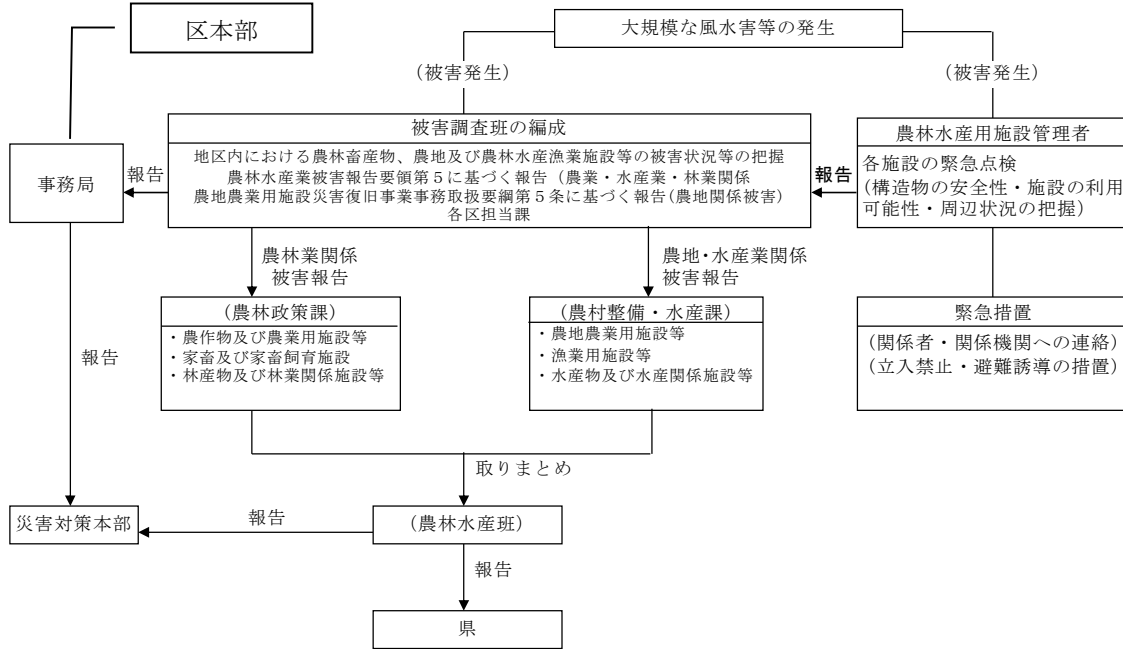 区本部
大規模な風水害等の発生
(被害発生)
(被害発生)
被害調査班の編成
地区内における農林畜産物、農地及び農林水産漁業施設等の被害状況等の把握
農林水産業被害報告要領第５に基づく報告（農業・水産業・林業関係
農地農業用施設災害復旧事業事務取扱要綱第５条に基づく報告(農地関係被害)
各区担当課
農林水産用施設管理者
各施設の緊急点検
(構造物の安全性・施設の利用
可能性・周辺状況の把握)
報告
報告
事務局
農林業関係
被害報告
農地・水産業関係
被害報告
(農林政策課)
・農作物及び農業用施設等
・家畜及び家畜飼育施設
・林産物及び林業関係施設等
(農村整備・水産課)
・農地農業用施設等
・漁業用施設等
・水産物及び水産関係施設等
緊急措置
(関係者・関係機関への連絡)
(立入禁止・避難誘導の措置)
報告
取りまとめ
災害対策本部
報告
(農林水産班)
報告
県